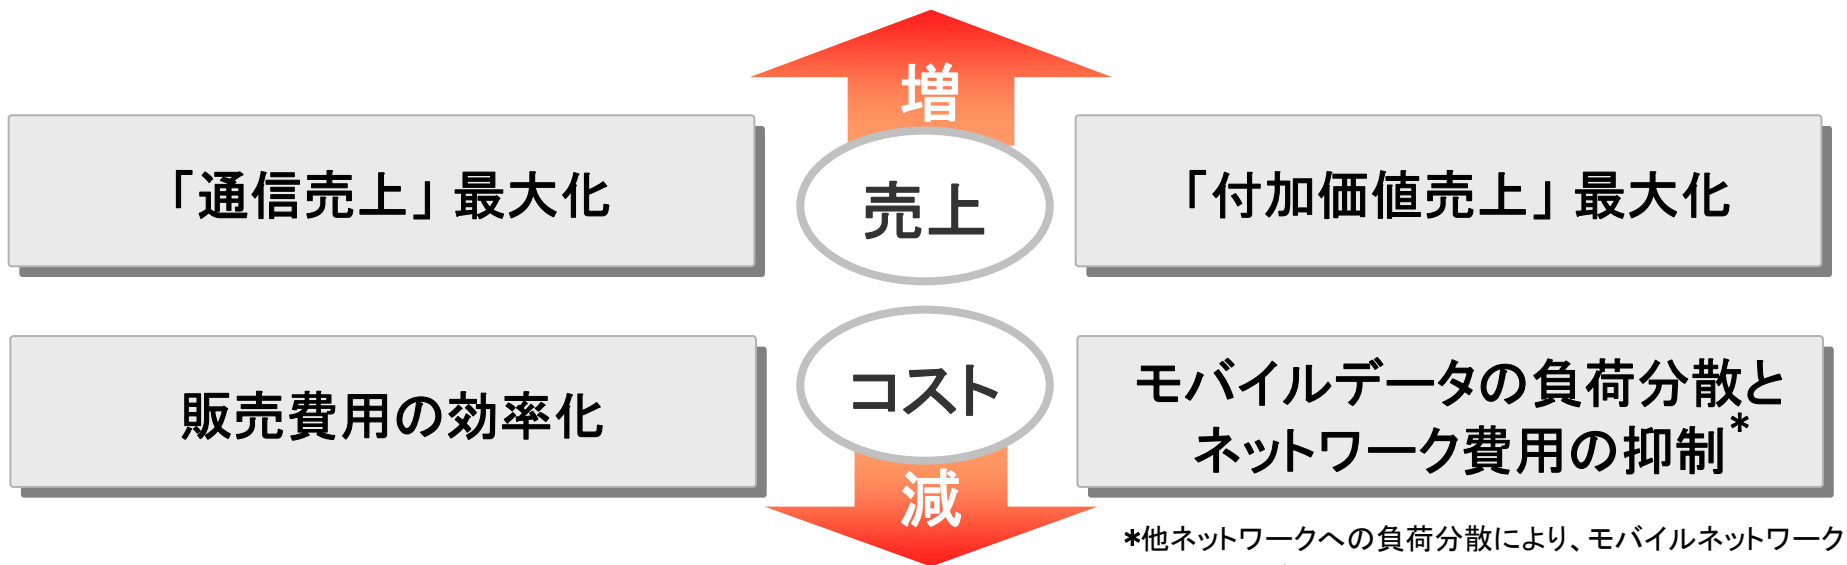 増
「通信売上」 最大化
売上
「付加価値売上」 最大化
販売費用の効率化
コスト
モバイルデータの負荷分散と
ネットワーク費用の抑制*
減
*他ネットワークへの負荷分散により、モバイルネットワーク